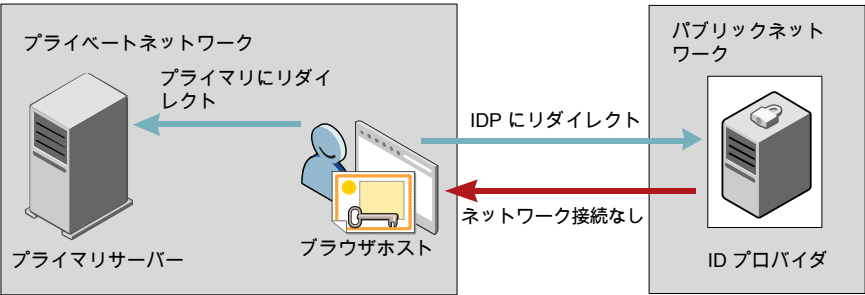 プライベートネットワーク
プライマリにリダイ
レクト
プライマリサーバー
ブラウザホスト
IDP にリダイレクト
ネットワーク接続なし
パブリックネット
ワーク
ID プロバイダ